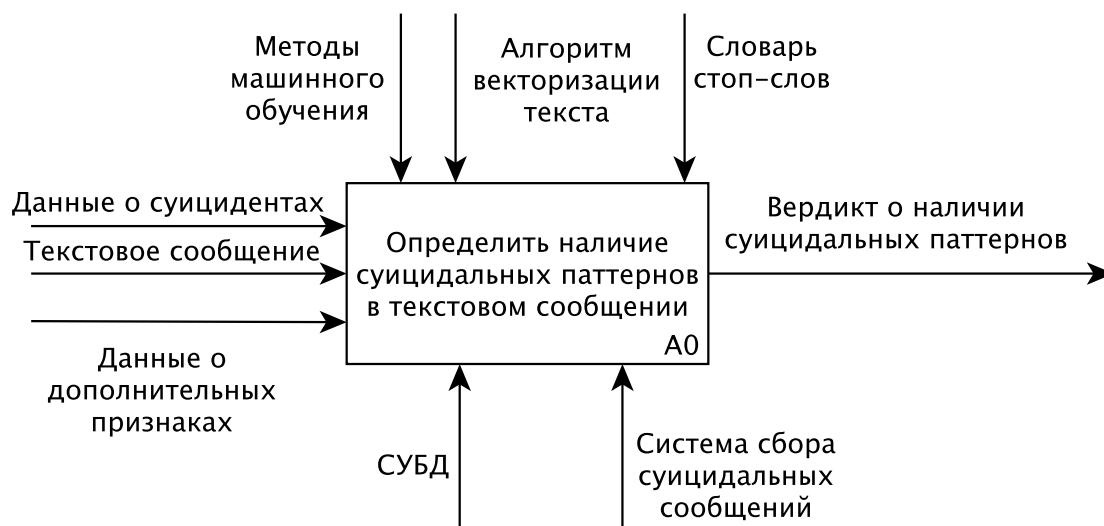 Методы
машинного
обучения
Алгоритм
векторизации
текста
Словарь
стоп-слов
Данные о суицидентах
Текстовое сообщение
Данные о
дополнительных
признаках
Определить наличие
суицидальных паттернов
в текстовом сообщении
A0
Вердикт о наличии
суицидальных паттернов
СУБД
Система сбора
суицидальных
сообщений